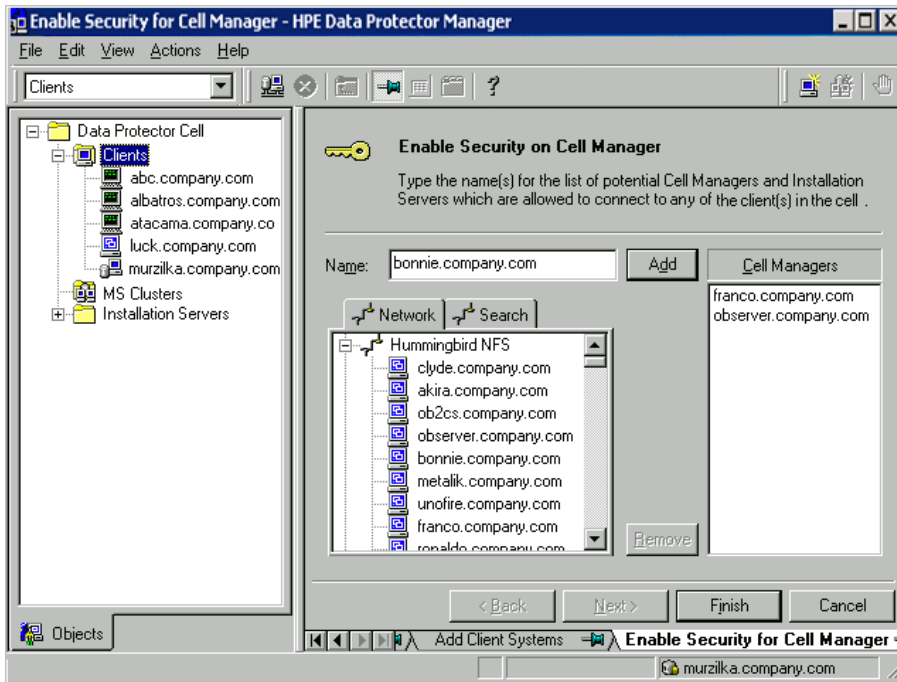 Enable Security for Cell Manager - HPE Data Protector Manager
File Edit View Actions Help
Clients
?
Data Protector Cell
Clients
abc.company.com
albatros.company.com
atacama.company.co
luck.company.com
murzilka.company.com
MS Clusters
Installation Servers
Objects
Enable Security on Cell Manager
Type the name(s) for the list of potential Cell Managers and Installation
Servers which are allowed to connect to any of the client(s) in the cell .
Name:
bonnie.company.com
Add
Cell Managers
franco.company.com
observer.company.com
Network
Search
Hummingbird NFS
clyde.company.com
akira.company.com
ob2cs.company.com
observer.company.com
bonnie.company.com
metalik.company.com
unofire.company.com
franco.company.com
ronaldo.company.com
Remove
< Back
Next >
Finish
Cancel
Add Client Systems
Enable Security for Cell Manager
murzilka.company.com